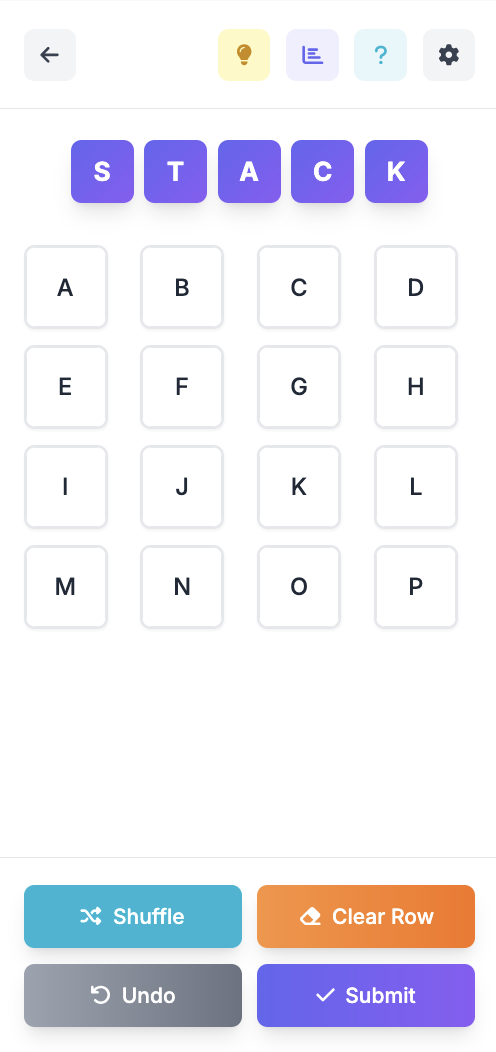 ?
S T A C K
A B C D
E F G H
I J K L
M N O P
Shuffle Clear Row
Undo Submit